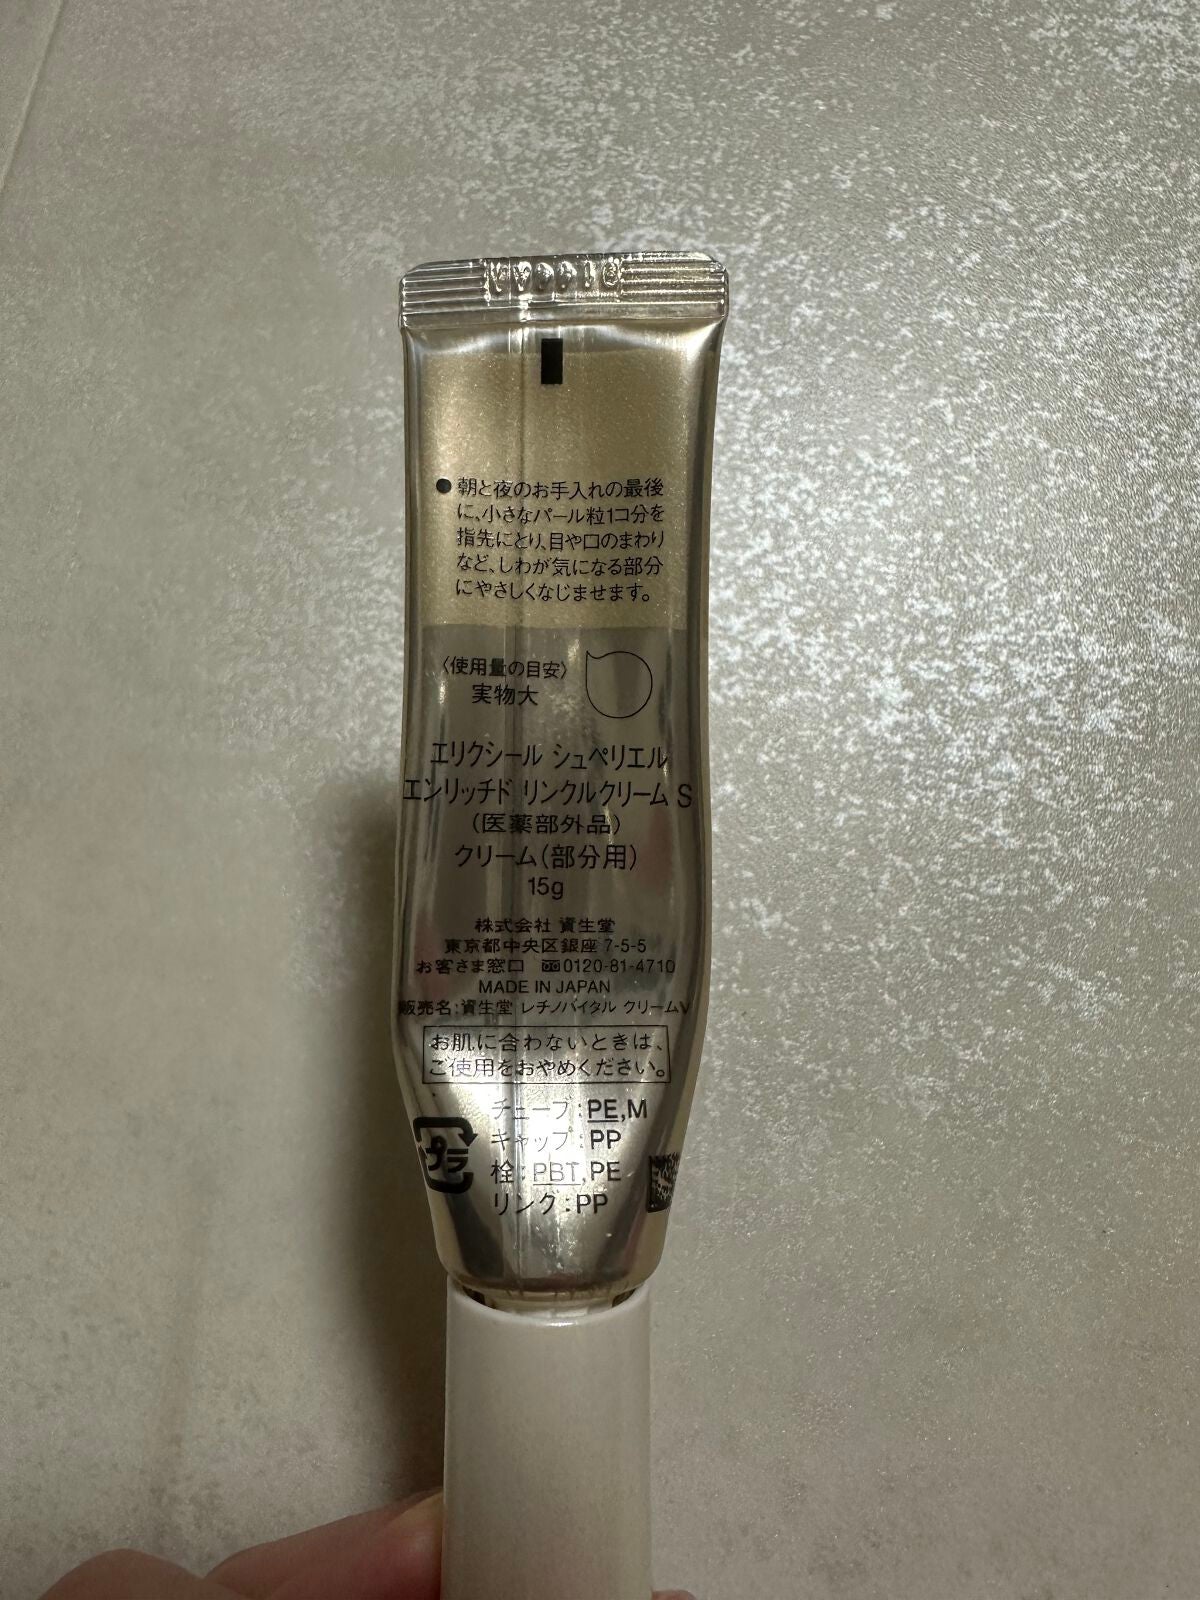 ●朝と夜のお手入れの最後
に、小さなパール粒1コ分を
指先にとり、目や口のまわり
など、しわが気になる部分
にやさしくなじませます。
〈使用量の目安〉
実物大
エリクシール シュペリエル
エンリッチド リンクルクリーム S
(医薬部外品)
クリーム(部分用)
15g
株式会社 資生堂
東京都中央区銀座7-5-5
お客さま窓口 0120-81-4710
MADE IN JAPAN
販売名:資生堂 レチノバイタル クリームV
お肌に合わないときは、
ご使用をおやめください。
プラ
チューブ:PE,M
キャップ:PP
栓:PBT,PE
リング:PP